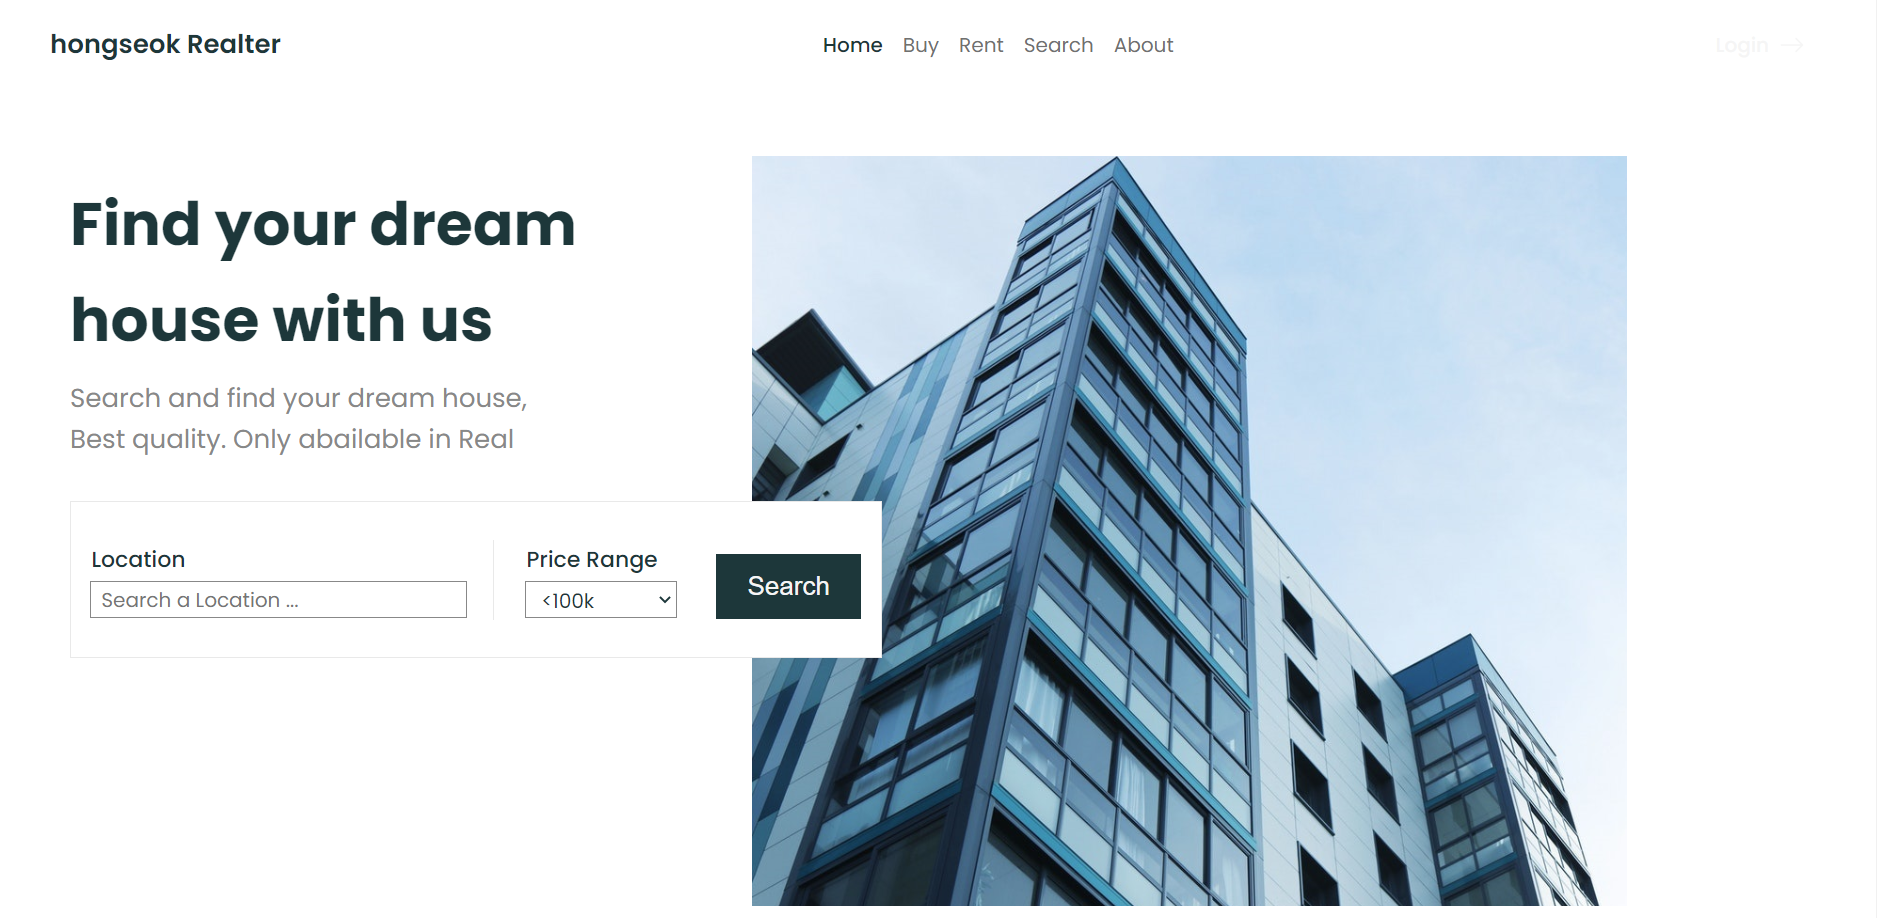 hongseok Realter
Home Buy Rent Search About
Login
Find your dream
house with us
Search and find your dream house,
Best quality. Only abailable in Real
Location
Search a Location ...
Price Range
<100k
Search